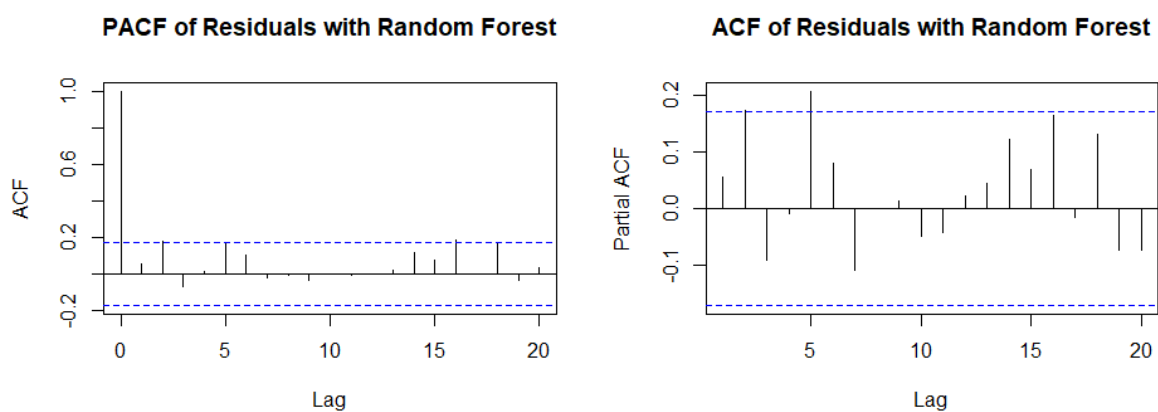 PACF of Residuals with Random Forest
ACF
1.0
0.6
0.2
-0.2
0 5 10 15 20
Lag
ACF of Residuals with Random Forest
Partial ACF
0.2
0.1
0.0
-0.1
5 10 15 20
Lag